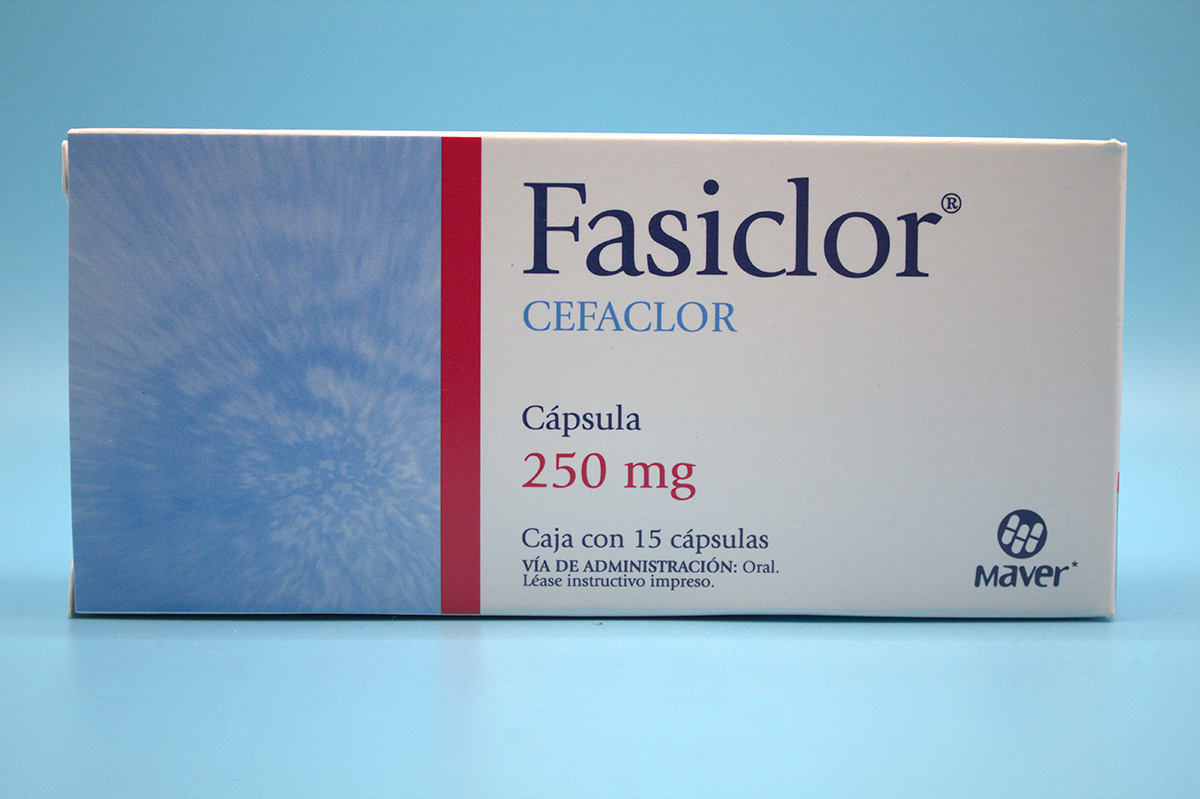 Fasiclor®
CEFACLOR
Cápsula
250 mg
Caja con 15 cápsulas
VÍA DE ADMINISTRACIÓN: Oral.
Léase instructivo impreso.
Maver*